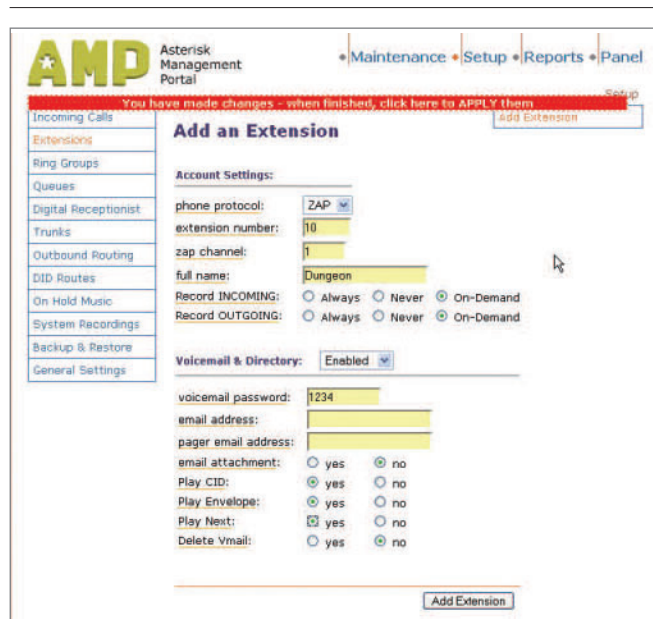 AMP
Asterisk
Management
Portal
• Maintenance • Setup • Reports • Panel
Setup
You have made changes - when finished, click here to APPLY them
Incoming Calls
Extensions
Ring Groups
Queues
Digital Receptionist
Trunks
Outbound Routing
DID Routes
On Hold Music
System Recordings
Backup & Restore
General Settings
Add Extension
Add an Extension
Account Settings:
phone protocol: ZAP
extension number: 10
zap channel: 1
full name: Dungeon
Record INCOMING: Always Never On-Demand
Record OUTGOING: Always Never On-Demand
Voicemail & Directory: Enabled
voicemail password: 1234
email address:
pager email address:
email attachment: yes no
Play CID: yes no
Play Envelope: yes no
Play Next: yes no
Delete Vmail: yes no
Add Extension